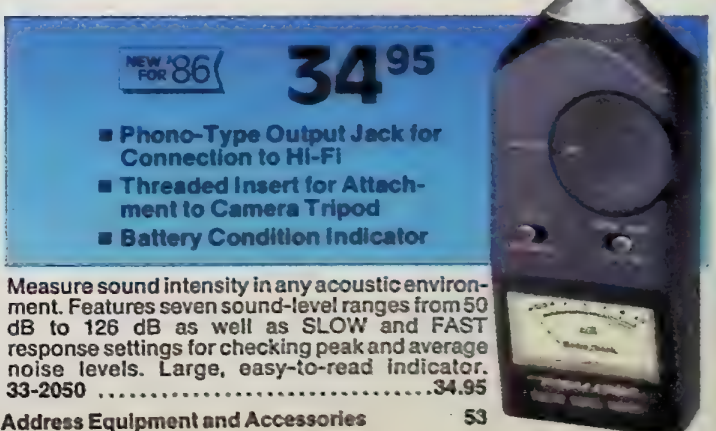 NEW FOR '86
34 95
■ Phono-Type Output Jack for
Connection to Hi-Fi
■ Threaded Insert for Attach-
ment to Camera Tripod
■ Battery Condition Indicator
Measure sound intensity in any acoustic environ-
ment. Features seven sound-level ranges from 50
dB to 126 dB as well as SLOW and FAST
response settings for checking peak and average
noise levels. Large, easy-to-read indicator.
33-2050 ..................................34.95
Address Equipment and Accessories 53